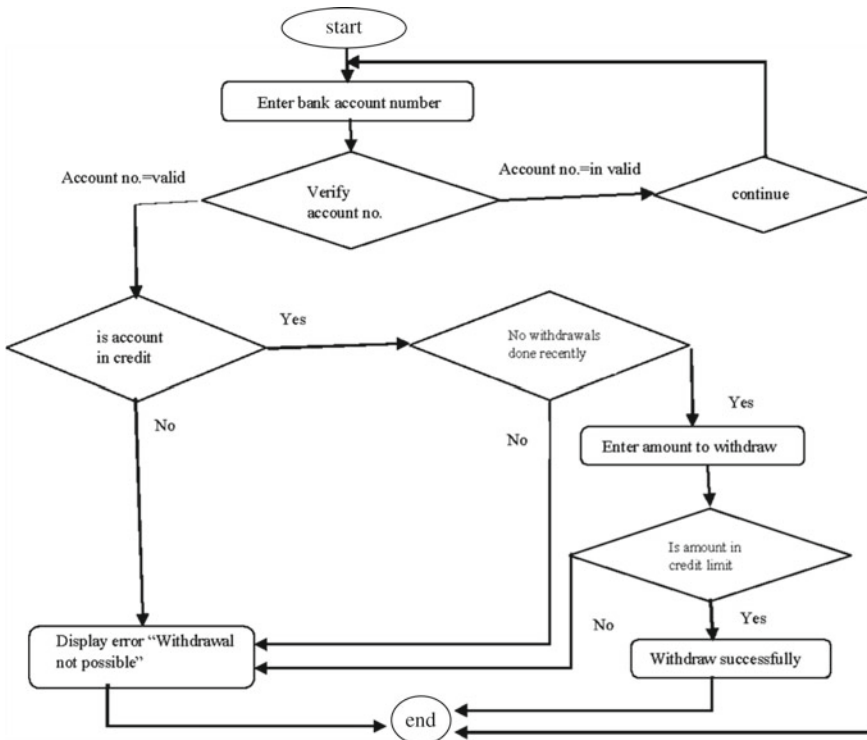 start
Enter bank account number
Account no.=valid
Verify
account no.
Account no.=in valid
continue
is account
in credit
Yes
No withdrawals
done recently
No
No
Yes
Enter amount to withdraw
Is amount in
credit limit
No
Yes
Display error “Withdrawal
not possible”
Withdraw successfully
end